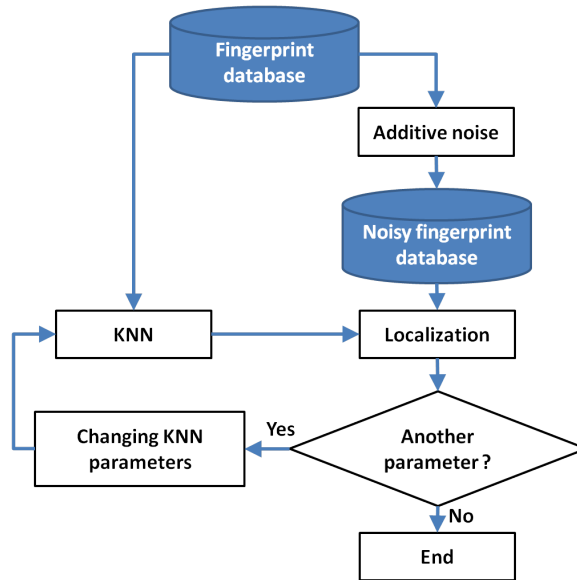 Fingerprint
database
Additive noise
Noisy fingerprint
database
KNN
Localization
Changing KNN
parameters
Yes
Another
parameter ?
No
End